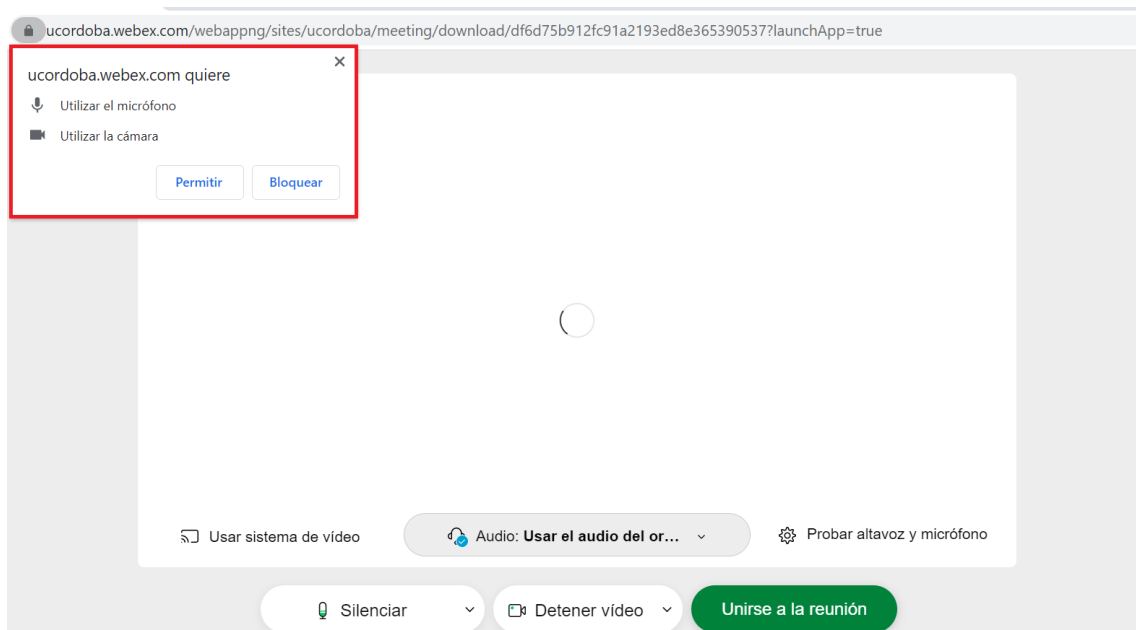 ucordoba.webex.com/webappng/sites/ucordoba/meeting/download/df6d75b912fc91a2193ed8e365390537?launchApp=true
ucordoba.webex.com quiere
Utilizar el micrófono
Utilizar la cámara
Permitir Bloquear
Usar sistema de vídeo Audio: Usar el audio del or... Probar altavoz y micrófono
Silenciar Detener vídeo Unirse a la reunión